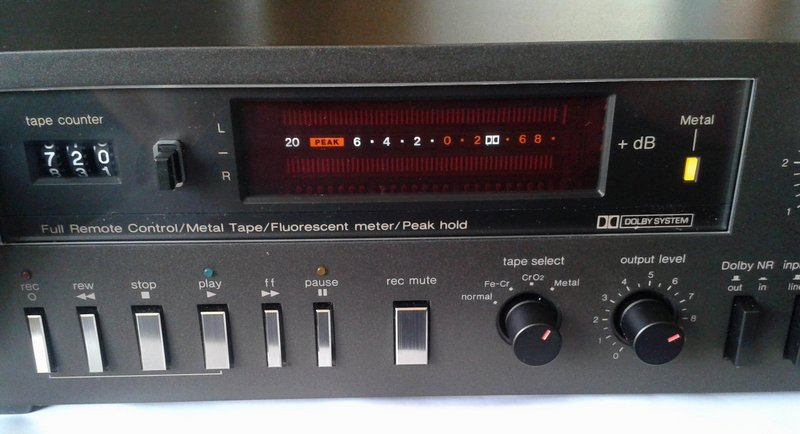 tape counter
720
L
R
20 PEAK 6 • 4 • 2 • 0 • 2 • 6 8 •
+ dB
Metal
Full Remote Control/Metal Tape/Fluorescent meter/Peak hold
DOLBY SYSTEM
2
1
rec
rew
stop
play
ff
pause
rec mute
tape select
normal
Fe-Cr
CrO₂
Metal
output level
0 1 2 3 4 5 6 7 8
Dolby NR
out
in